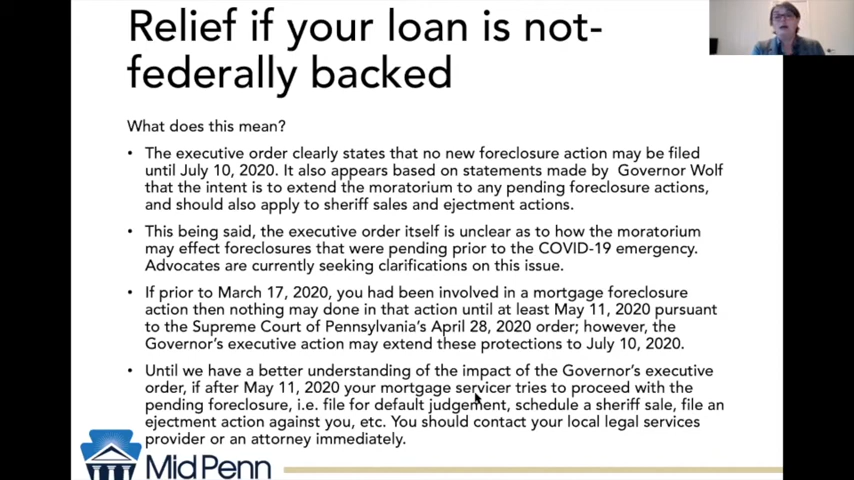 Relief if your loan is not-
federally backed
What does this mean?
• The executive order clearly states that no new foreclosure action may be filed
until July 10, 2020. It also appears based on statements made by Governor Wolf
that the intent is to extend the moratorium to any pending foreclosure actions,
and should also apply to sheriff sales and ejectment actions.
• This being said, the executive order itself is unclear as to how the moratorium
may effect foreclosures that were pending prior to the COVID-19 emergency.
Advocates are currently seeking clarifications on this issue.
• If prior to March 17, 2020, you had been involved in a mortgage foreclosure
action then nothing may done in that action until at least May 11, 2020 pursuant
to the Supreme Court of Pennsylvania's April 28, 2020 order; however, the
Governor's executive action may extend these protections to July 10, 2020.
• Until we have a better understanding of the impact of the Governor's executive
order, if after May 11, 2020 your mortgage servicer tries to proceed with the
pending foreclosure, i.e. file for default judgement, schedule a sheriff sale, file an
ejectment action against you, etc. You should contact your local legal services
provider or an attorney immediately.
MidPenn